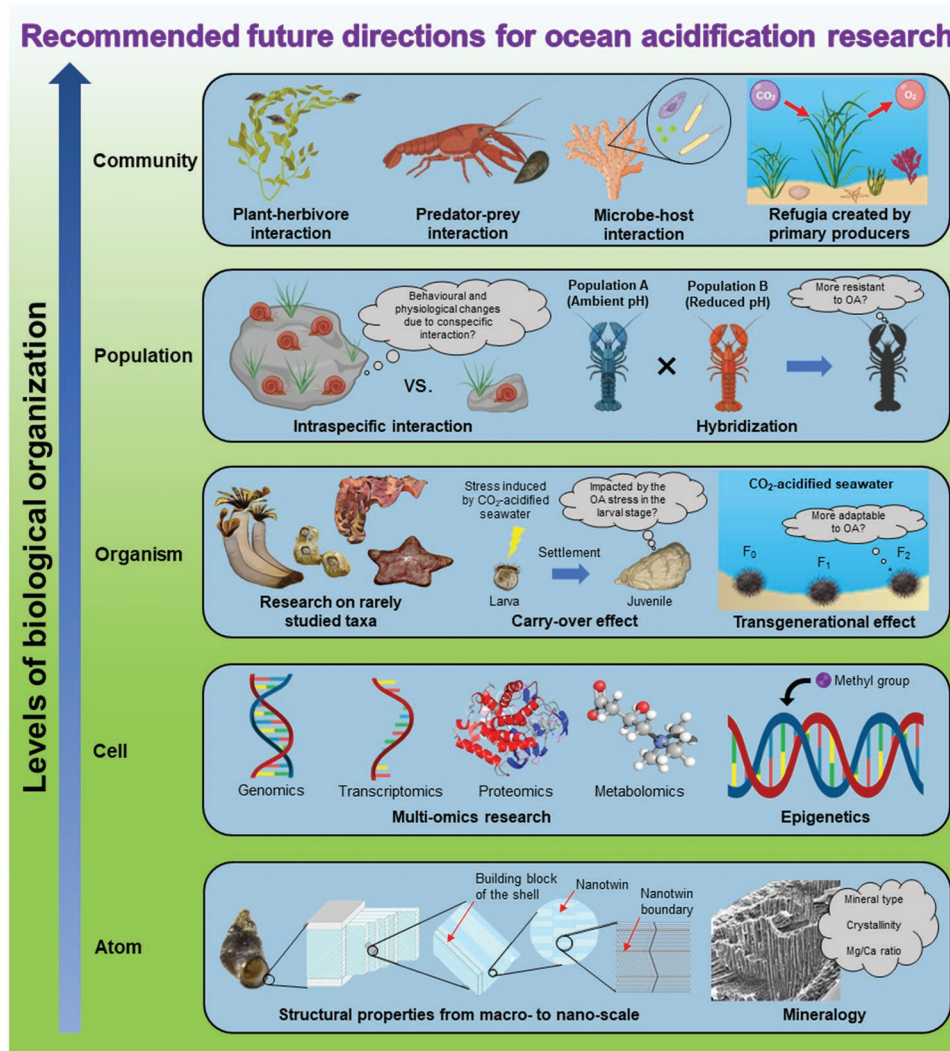 Recommended future directions for ocean acidification research
Levels of biological organization
Community
Plant-herbivore
interaction
Predator-prey
interaction
Microbe-host
interaction
CO₂
O₂
Refugia created by
primary producers
Population
Behavioural and
physiological changes
due to conspecific
interaction?
VS.
Intraspecific interaction
Population A
(Ambient pH)
×
Population B
(Reduced pH)
More resistant
to OA?
Hybridization
Organism
Research on rarely
studied taxa
Stress induced
by CO₂-acidified
seawater
Impacted by the
OA stress in the
larval stage?
Settlement
Larva
Juvenile
Carry-over effect
CO₂-acidified seawater
More adaptable
to OA?
F₀
F₁
F₂
Transgenerational effect
Cell
Genomics
Transcriptomics
Proteomics
Metabolomics
Multi-omics research
Methyl group
Epigenetics
Atom
Building block
of the shell
Nanotwin
Nanotwin
boundary
Structural properties from macro- to nano-scale
Mineral type
Crystallinity
Mg/Ca ratio
Mineralogy